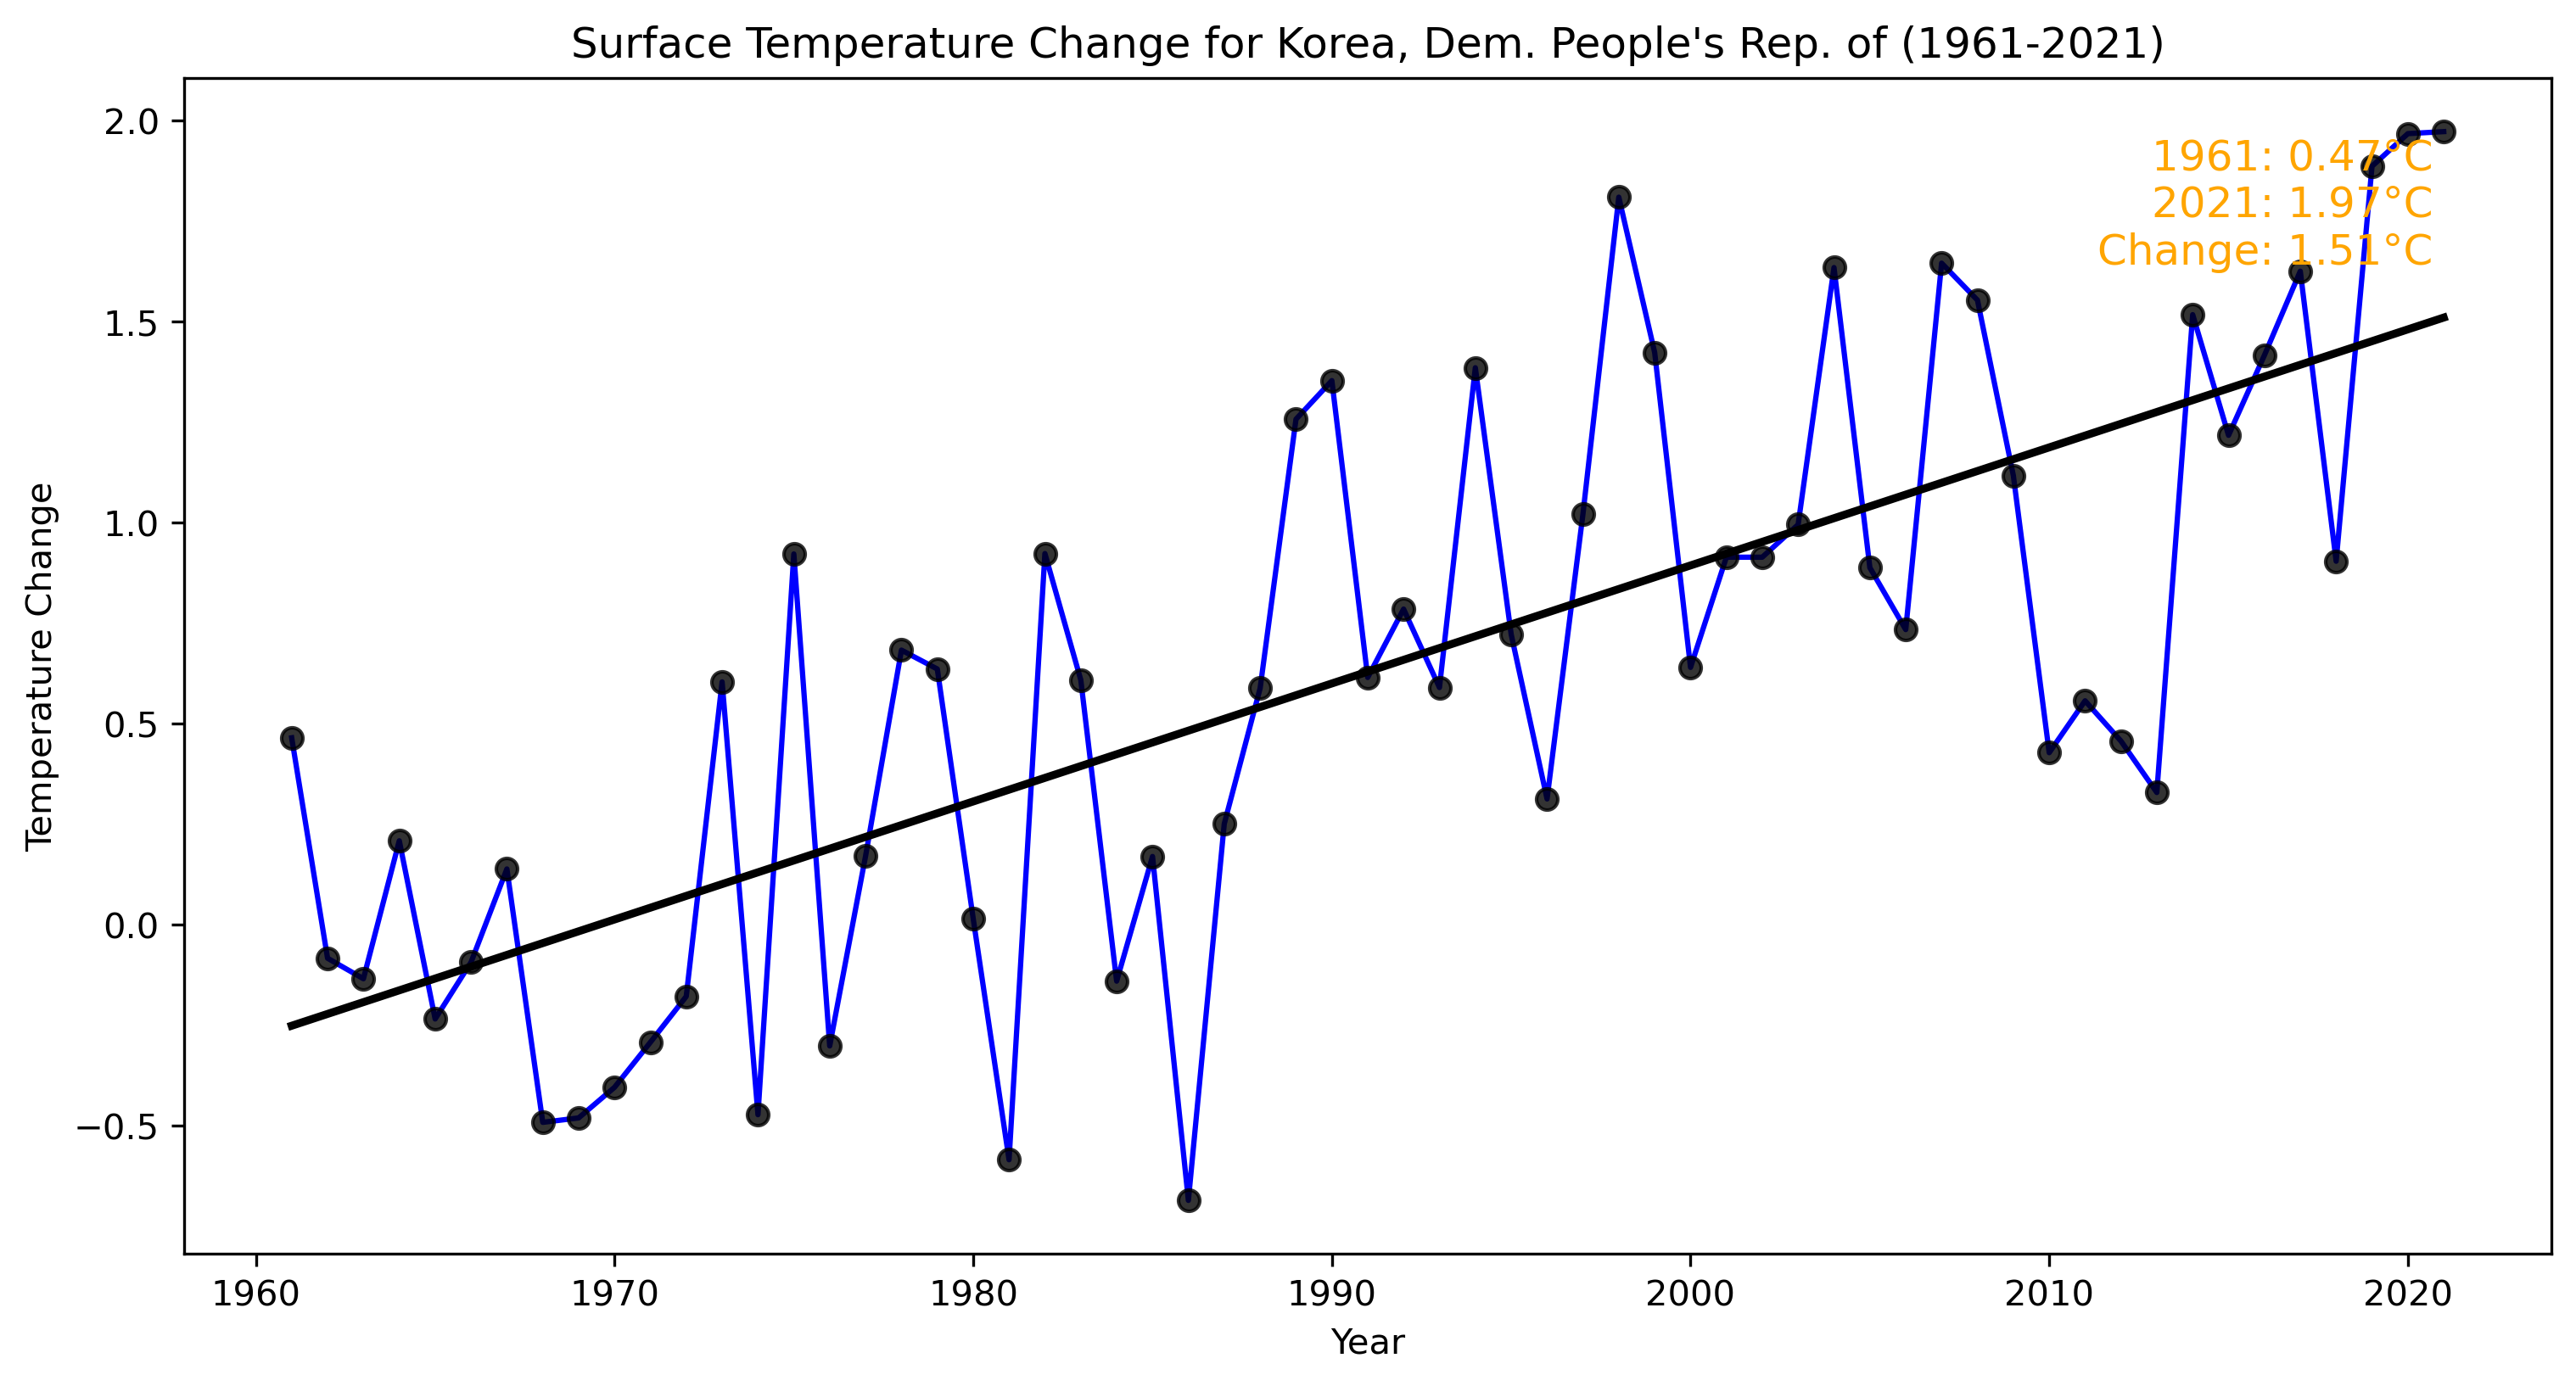 Surface Temperature Change for Korea, Dem. People's Rep. of (1961-2021)
2.0
1.5
1.0
0.5
0.0
−0.5
Temperature Change
1961: 0.47°C
2021: 1.97°C
Change: 1.51°C
1960 1970 1980 1990 2000 2010 2020
Year